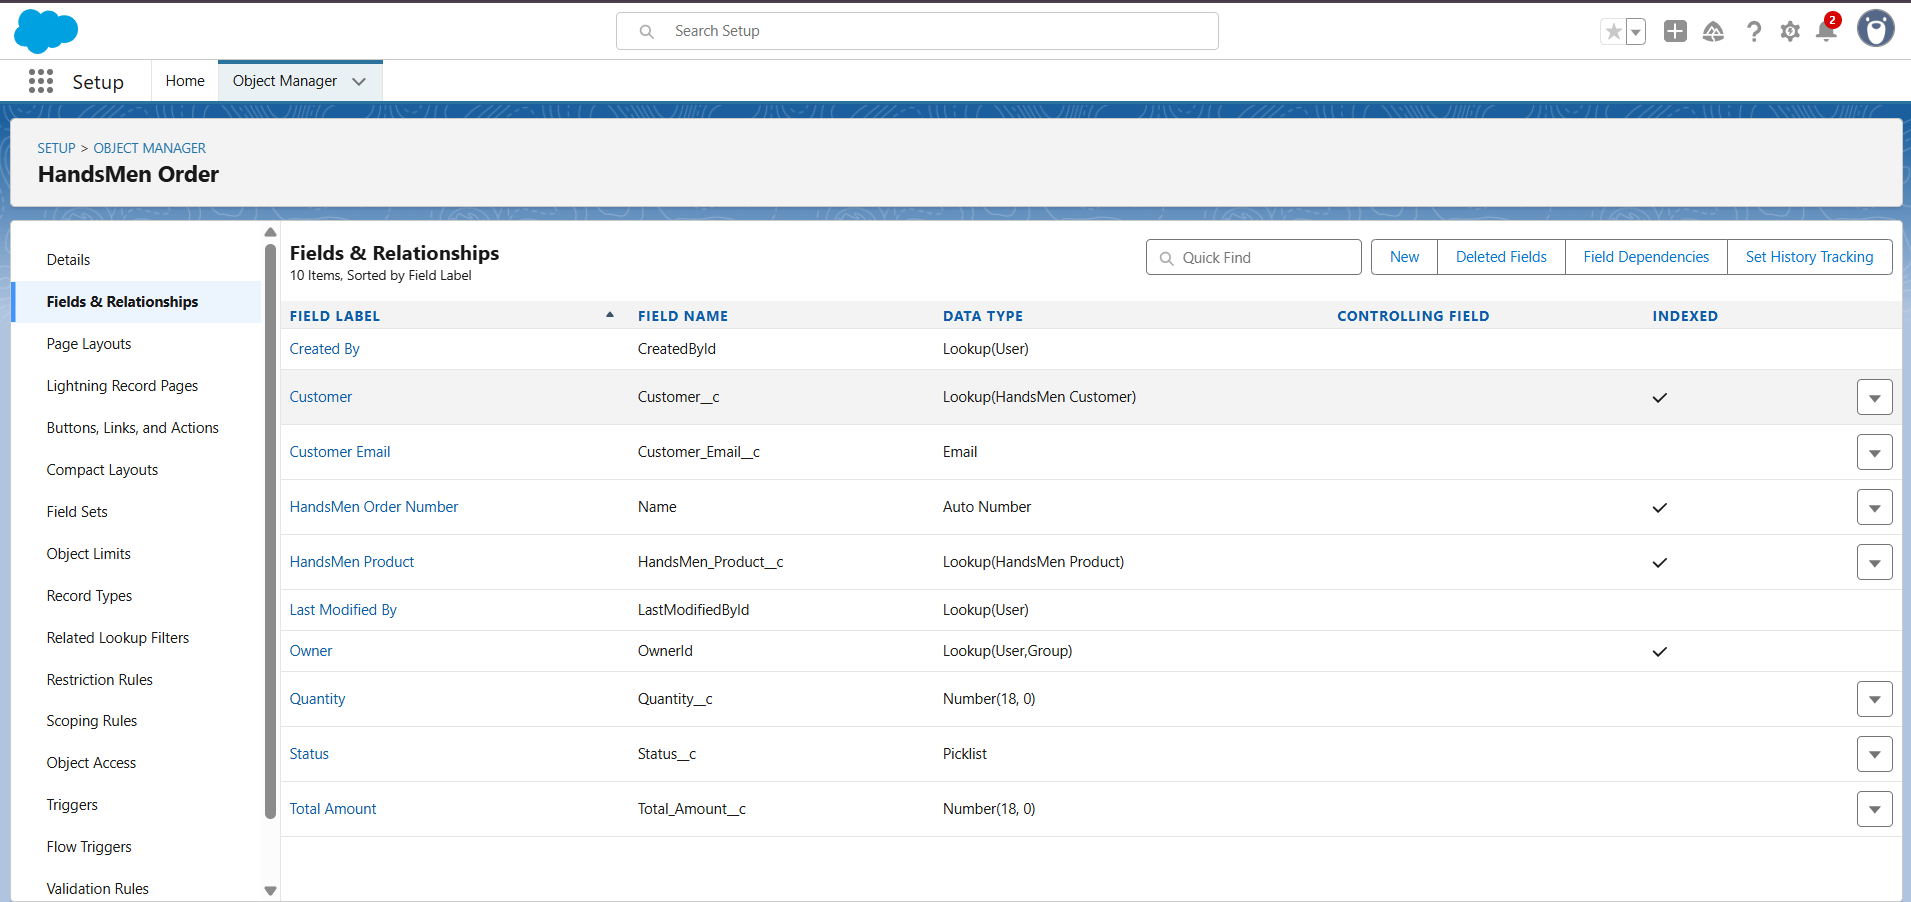 Search Setup
2
Setup
Home
Object Manager
SETUP > OBJECT MANAGER
HandsMen Order
Details
Fields & Relationships
Page Layouts
Lightning Record Pages
Buttons, Links, and Actions
Compact Layouts
Field Sets
Object Limits
Record Types
Related Lookup Filters
Restriction Rules
Scoping Rules
Object Access
Triggers
Flow Triggers
Validation Rules
Fields & Relationships
10 Items, Sorted by Field Label
Quick Find
New
Deleted Fields
Field Dependencies
Set History Tracking
FIELD LABEL FIELD NAME DATA TYPE CONTROLLING FIELD INDEXED
Created By CreatedById Lookup(User)
Customer Customer__c Lookup(HandsMen Customer)
Customer Email Customer_Email__c Email
HandsMen Order Number Name Auto Number
HandsMen Product HandsMen_Product__c Lookup(HandsMen Product)
Last Modified By LastModifiedById Lookup(User)
Owner OwnerId Lookup(User,Group)
Quantity Quantity__c Number(18, 0)
Status Status__c Picklist
Total Amount Total_Amount__c Number(18, 0)